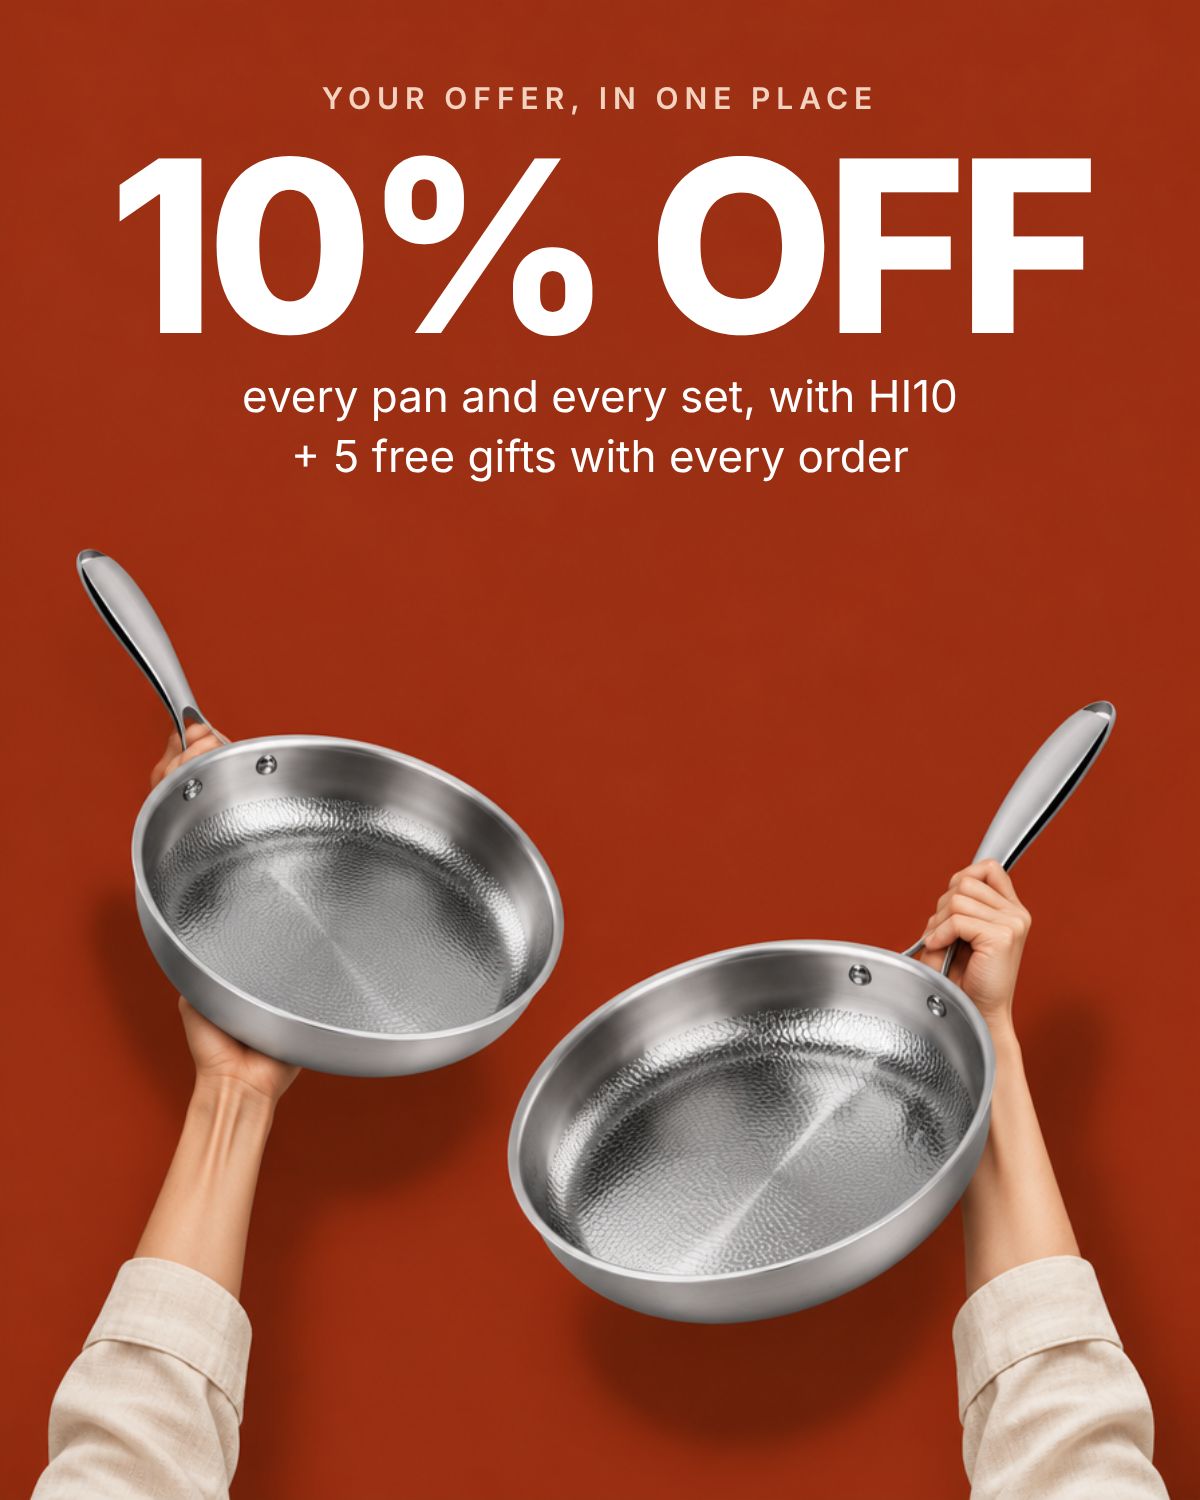 YOUR OFFER, IN ONE PLACE
10% OFF
every pan and every set, with HI10
+ 5 free gifts with every order